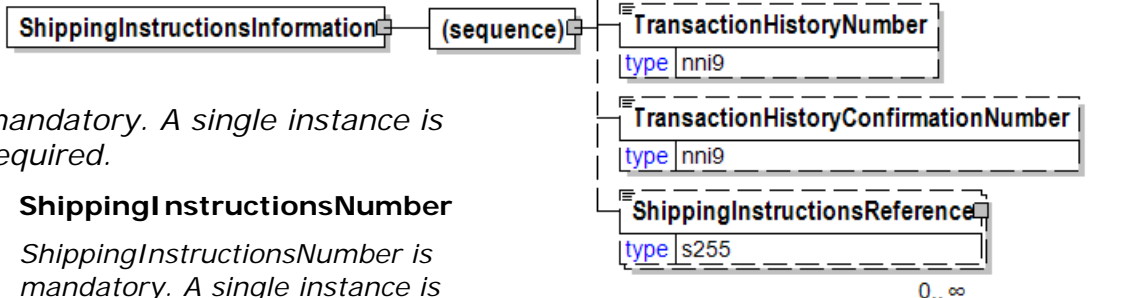 ShippingInstructionsInformation
(sequence)
TransactionHistoryNumber
type nni9
TransactionHistoryConfirmationNumber
type nni9
ShippingInstructionsReference
type s255
0..∞
mandatory. A single instance is
required.
ShippingInstructionsNumber
ShippingInstructionsNumber is
mandatory. A single instance is